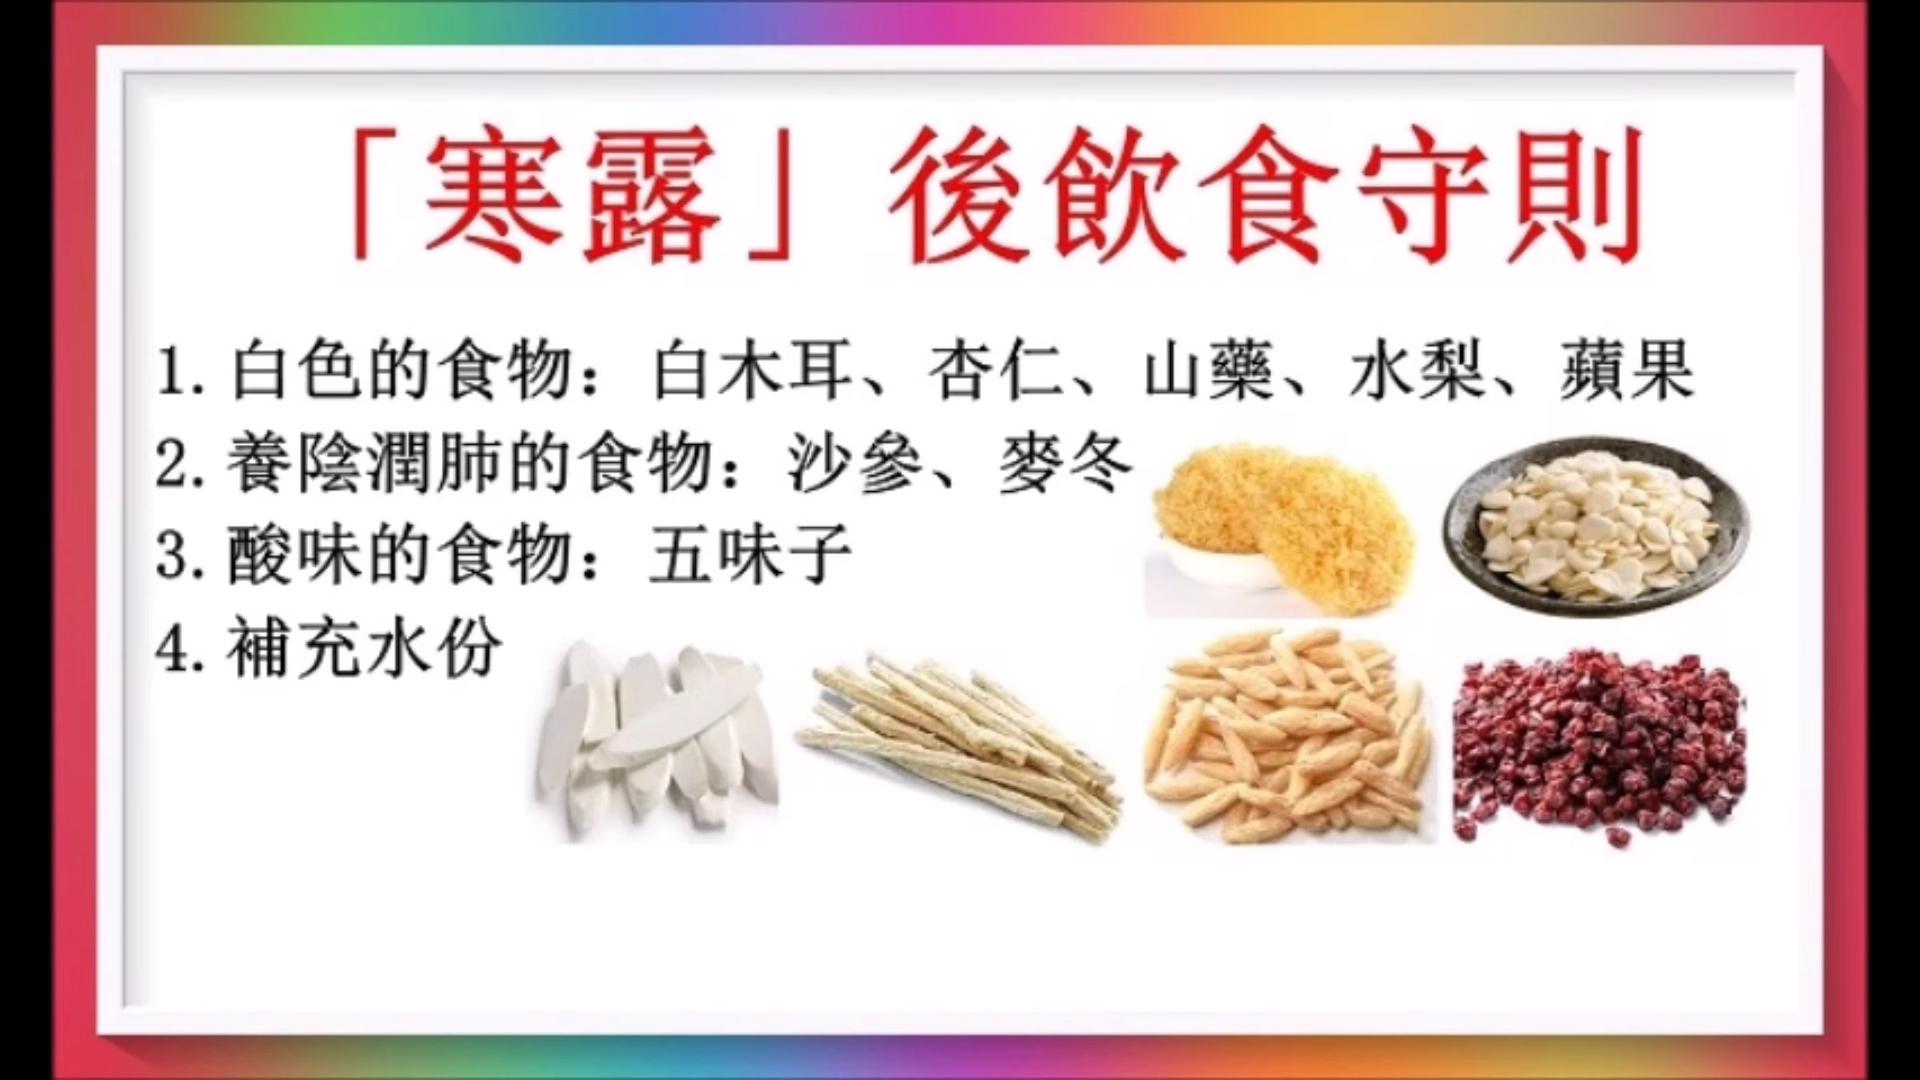 「寒露」後飲食守則
1. 白色的食物：白木耳、杏仁、山藥、水梨、蘋果
2. 養陰潤肺的食物：沙參、麥冬
3. 酸味的食物：五味子
4. 補充水份